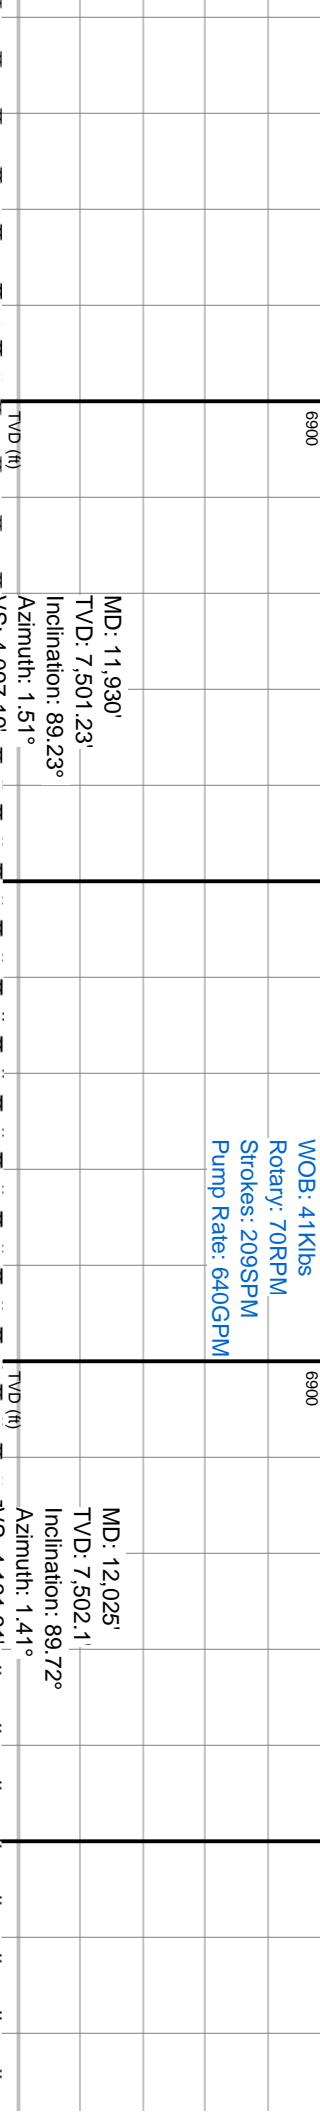 6900
TVD (ft)
MD: 11,930'
TVD: 7,501.23'
Inclination: 89.23°
Azimuth: 1.51°
WOB: 41Klbs
Rotary: 70RPM
Strokes: 209SPM
Pump Rate: 640GPM
6900
TVD (ft)
MD: 12,025'
TVD: 7,502.1'
Inclination: 89.72°
Azimuth: 1.41°